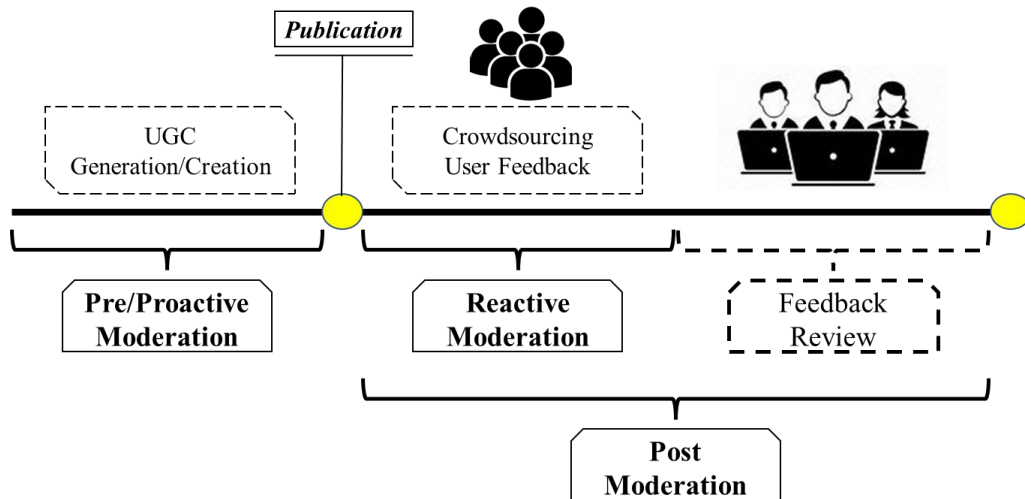 Publication
UGC
Generation/Creation
Crowdsourcing
User Feedback
Pre/Proactive
Moderation
Reactive
Moderation
Feedback
Review
Post
Moderation